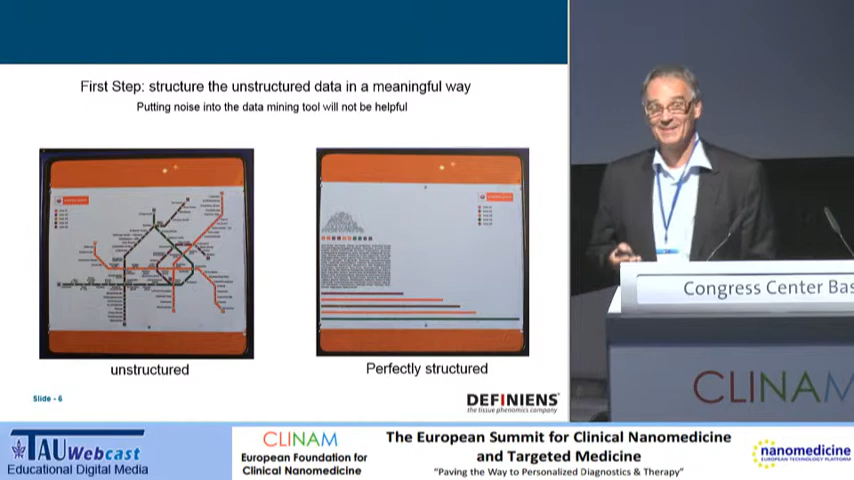 First Step: structure the unstructured data in a meaningful way
Putting noise into the data mining tool will not be helpful
unstructured
Perfectly structured
Slide - 6
DEFINIENS
the tissue phenomics company
Congress Center Bas
CLINAM
TAU Webcast
Educational Digital Media
CLINAM
European Foundation for
Clinical Nanomedicine
The European Summit for Clinical Nanomedicine
and Targeted Medicine
"Paving the Way to Personalized Diagnostics & Therapy"
nanomedicine
EUROPEAN TECHNOLOGY PLATFORM